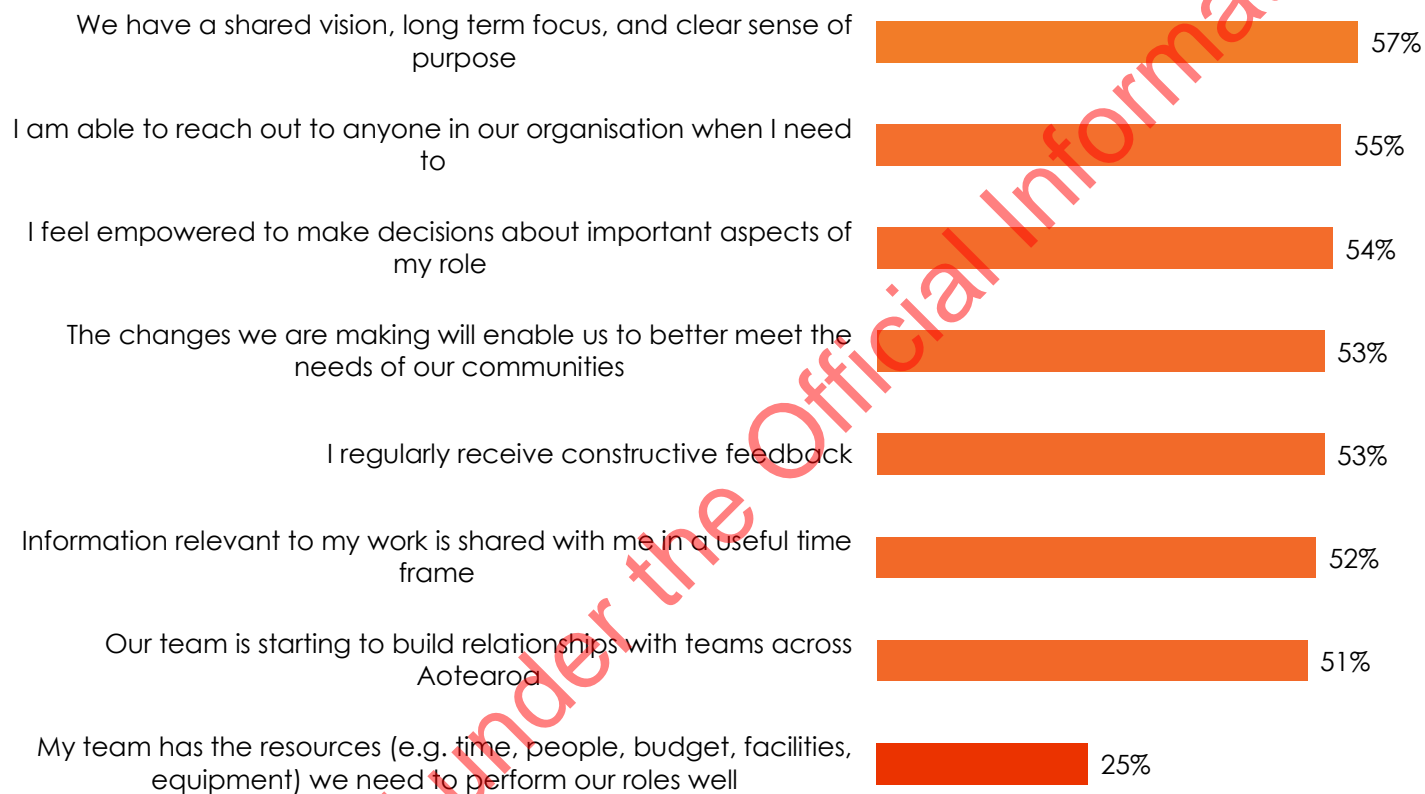 We have a shared vision, long term focus, and clear sense of
purpose
57%
I am able to reach out to anyone in our organisation when I need
to
55%
I feel empowered to make decisions about important aspects of
my role
54%
The changes we are making will enable us to better meet the
needs of our communities
53%
I regularly receive constructive feedback
53%
Information relevant to my work is shared with me in a useful time
frame
52%
Our team is starting to build relationships with teams across
Aotearoa
51%
My team has the resources (e.g. time, people, budget, facilities,
equipment) we need to perform our roles well
25%
under the Official Informa